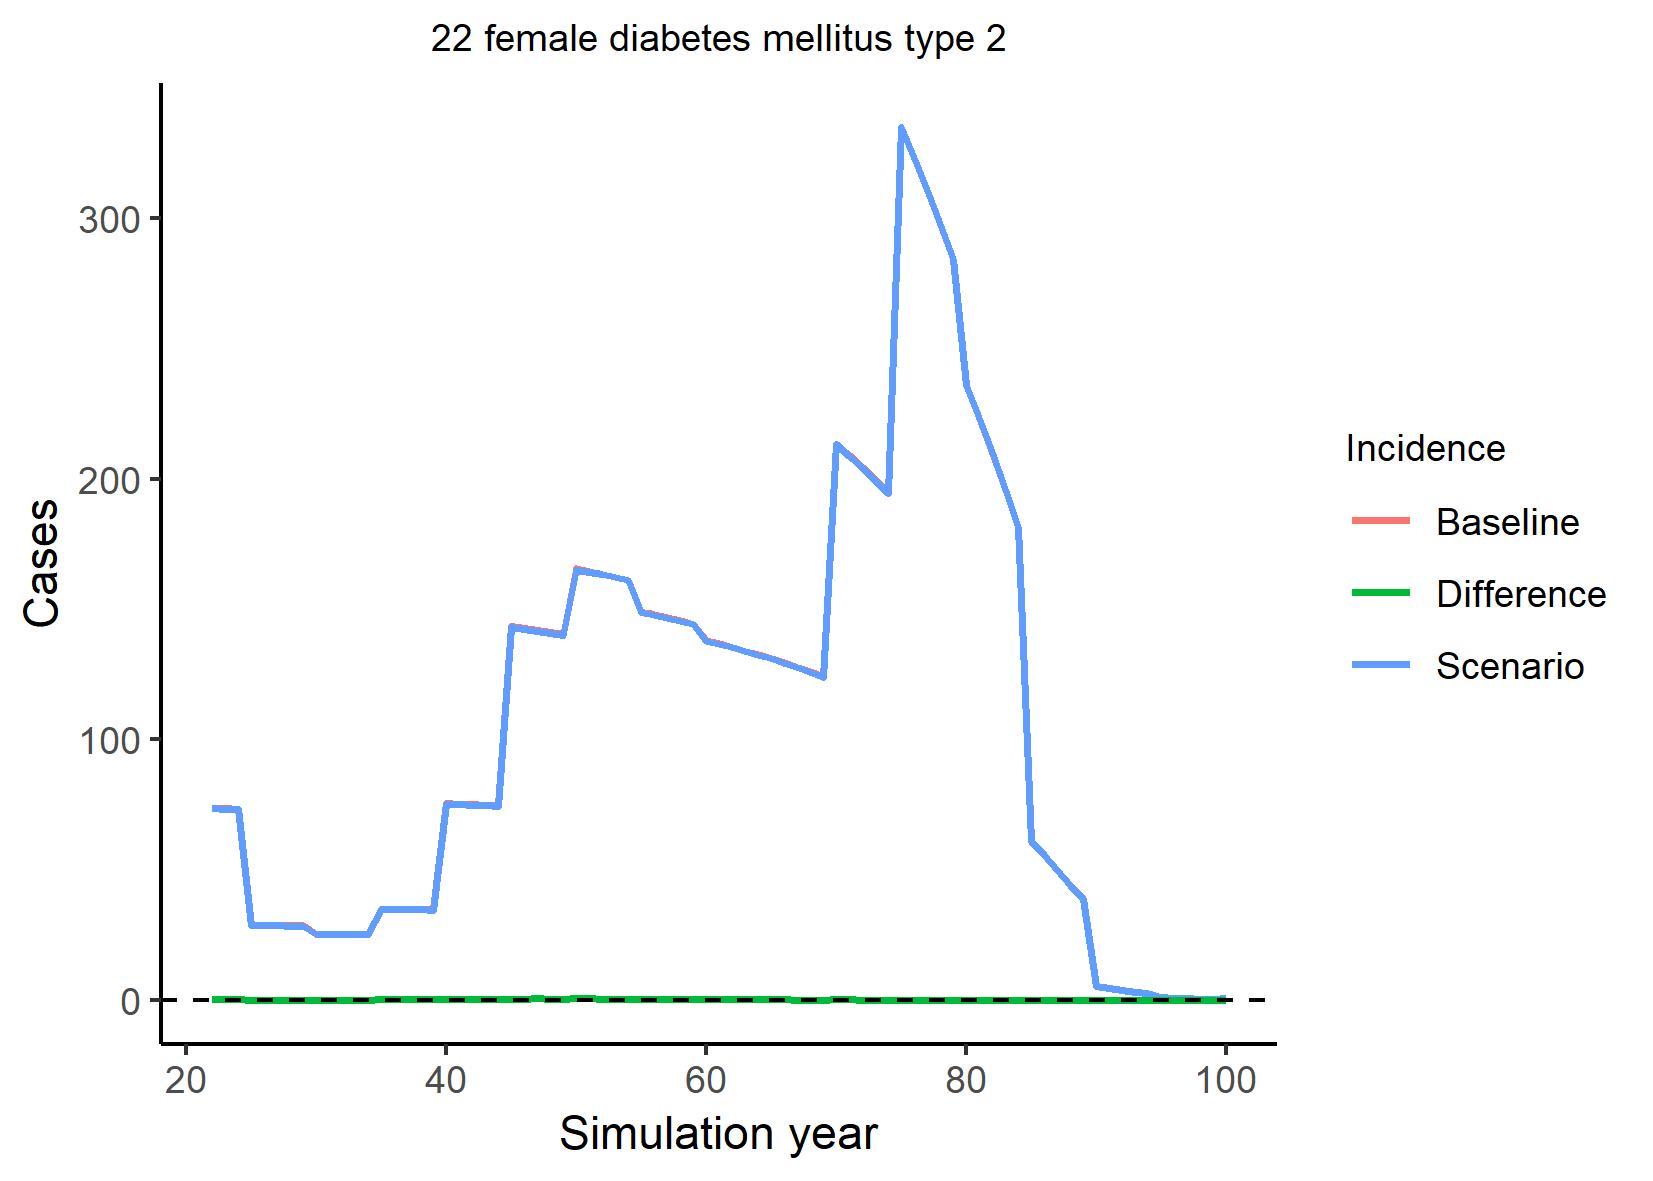 22 female diabetes mellitus type 2
300
200
100
0
Cases
20 40 60 80 100
Simulation year
Incidence
Baseline
Difference
Scenario